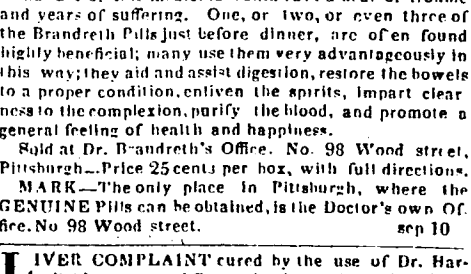 and years of suffering. One, or two, or even three of
the Brandreth Pills just before dinner, are of en found
highly beneficial; many use them very advantageously in
this way; they aid and assist digestion, restore the bowels
to a proper condition, enliven the spirits, impart clear
ness to the complexion, purify the blood, and promote a
general feeling of health and happiness.
Sold at Dr. Brandreth's Office. No. 98 Wood street,
Pittsburgh—Price 25 cents per box, with full directions.
MARK—The only place in Pittsburgh, where the
GENUINE Pills can be obtained, is the Doctor's own Of.
fice. No 98 Wood street. sep 10
LIVER COMPLAINT cured by the use of Dr. Har-